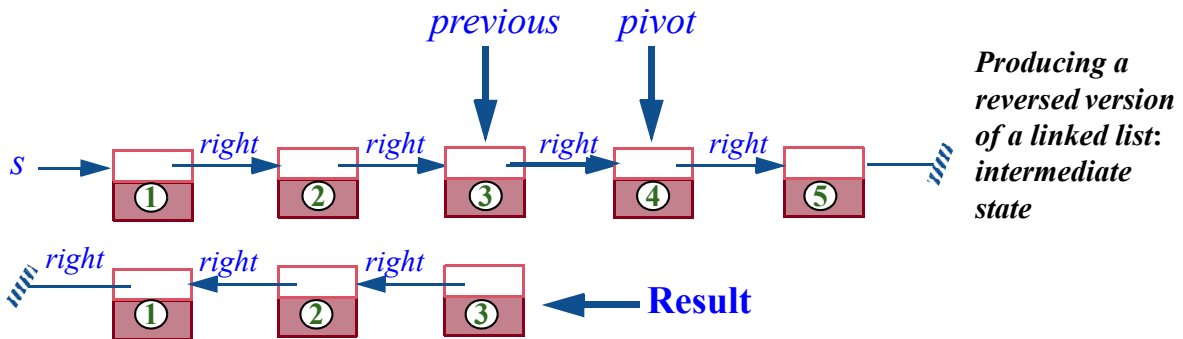 previous pivot
right right right right
s
1 2 3 4 5
Producing a
reversed version
of a linked list:
intermediate
state
right right right
1 2 3
Result